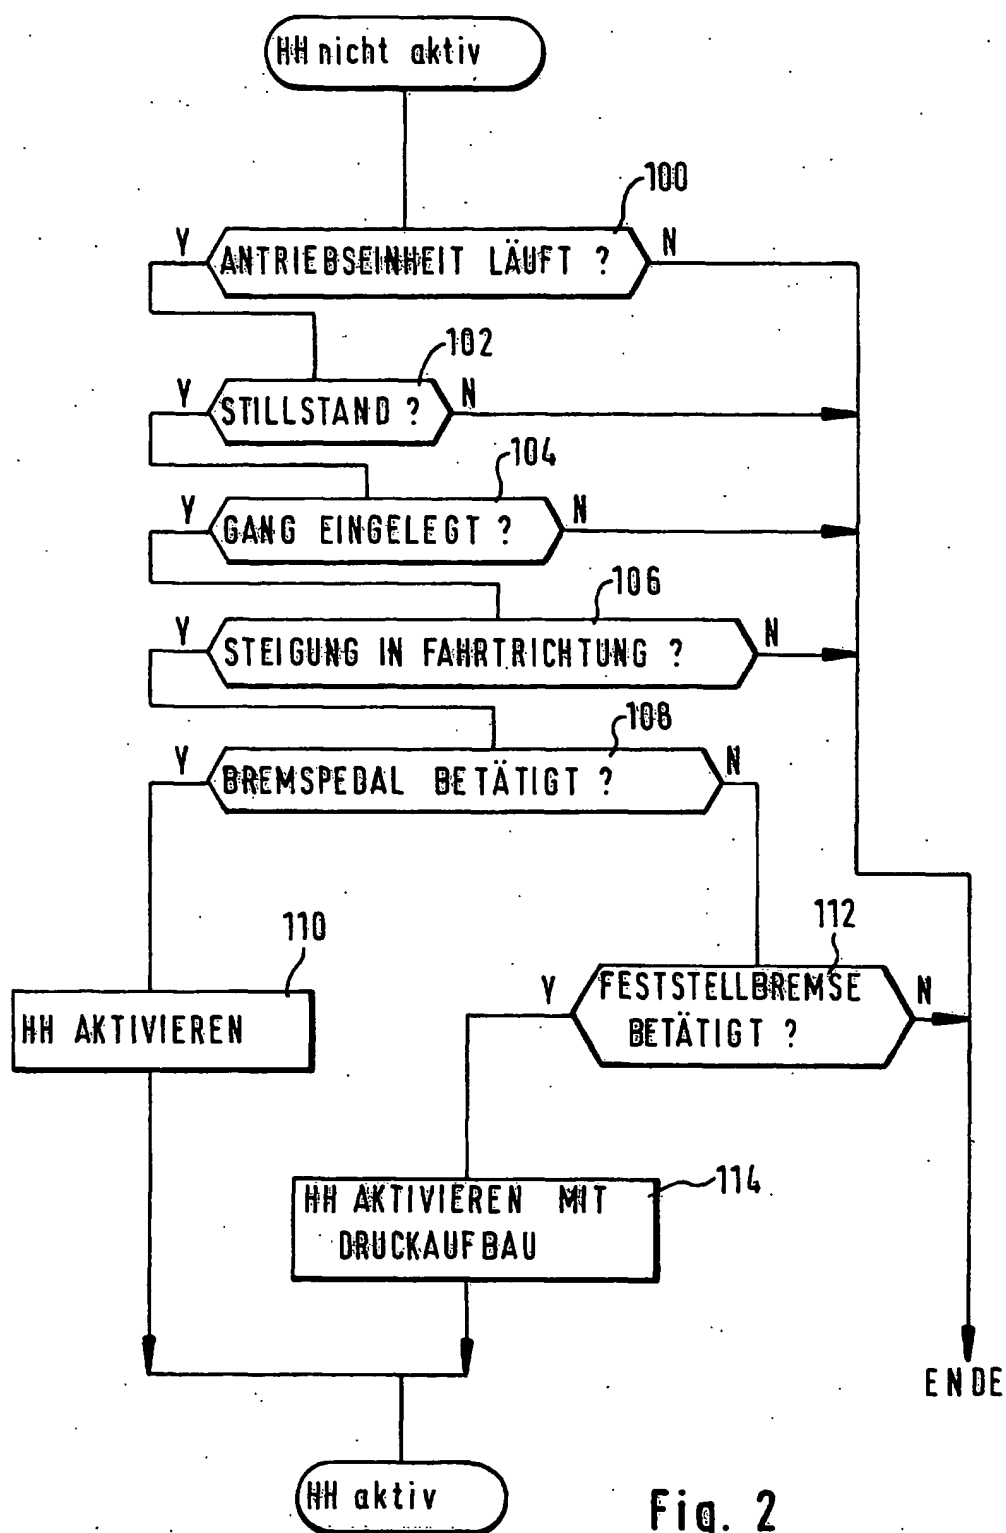 HH nicht aktiv
100
Y
ANTRIEBSEINHEIT LÄUFT ?
N
102
Y
STILLSTAND ?
N
104
Y
GANG EINGELEGT ?
N
106
Y
STEIGUNG IN FAHRTRICHTUNG ?
N
108
Y
BREMSPEDAL BETÄTIGT ?
N
110
HH AKTIVIEREN
112
Y
FESTSTELLBREMSE
BETÄTIGT ?
N
114
HH AKTIVIEREN MIT
DRUCKAUFBAU
ENDE
HH aktiv
Fig. 2